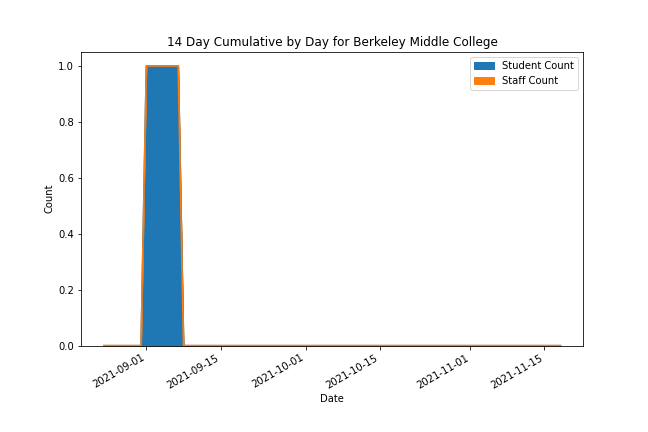 14 Day Cumulative by Day for Berkeley Middle College
Student Count
Staff Count
1.0
0.8
0.6
0.4
0.2
0.0
Count
2021-09-01
2021-09-15
2021-10-01
2021-10-15
2021-11-01
2021-11-15
Date